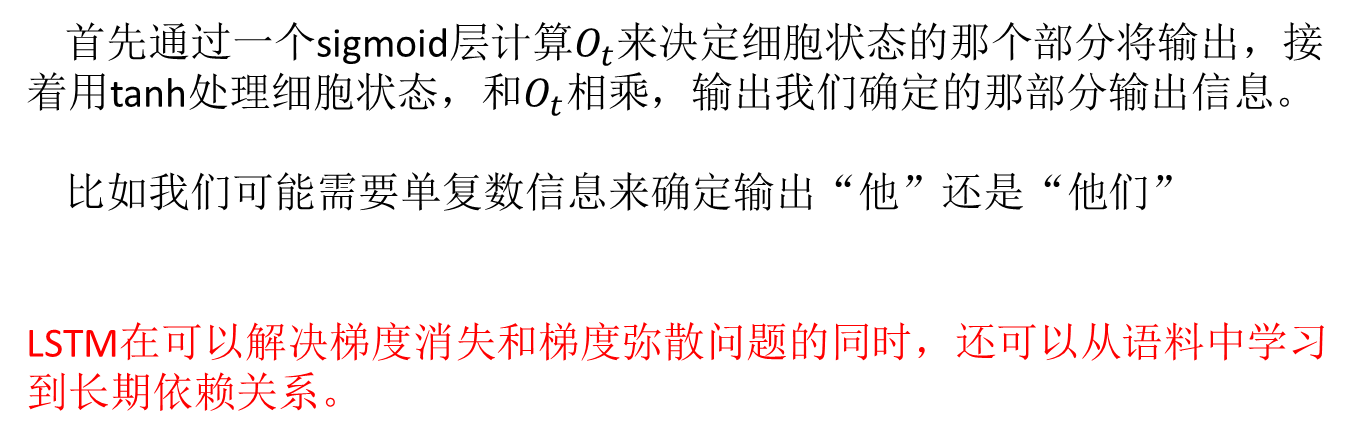 首先通过一个sigmoid层计算Oₜ来决定细胞状态的那个部分将输出，接
着用tanh处理细胞状态，和Oₜ相乘，输出我们确定的那部分输出信息。
比如我们可能需要单复数信息来确定输出“他”还是“他们”
LSTM在可以解决梯度消失和梯度弥散问题的同时，还可以从语料中学习
到长期依赖关系。